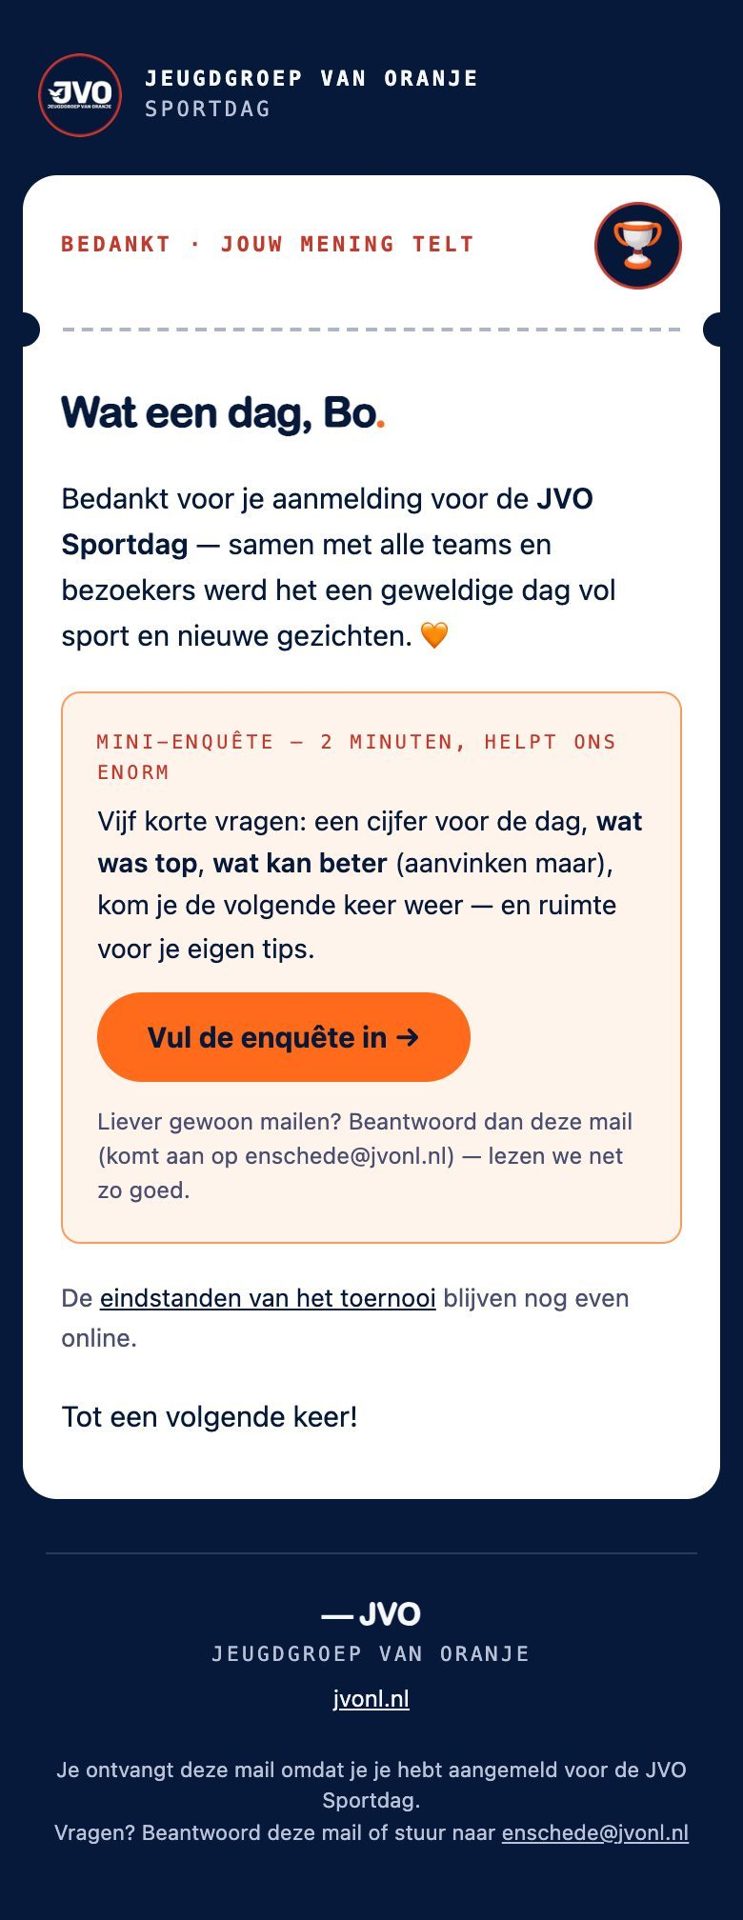 JVO
JEUGDGROEP VAN ORANJE
JEUGDGROEP VAN ORANJE
SPORTDAG
BEDANKT · JOUW MENING TELT
Wat een dag, Bo.
Bedankt voor je aanmelding voor de JVO
Sportdag — samen met alle teams en
bezoekers werd het een geweldige dag vol
sport en nieuwe gezichten. 🧡
MINI-ENQUÊTE — 2 MINUTEN, HELPT ONS
ENORM
Vijf korte vragen: een cijfer voor de dag, wat
was top, wat kan beter (aanvinken maar),
kom je de volgende keer weer — en ruimte
voor je eigen tips.
Vul de enquête in →
Liever gewoon mailen? Beantwoord dan deze mail
(komt aan op enschede@jvonl.nl) — lezen we net
zo goed.
De eindstanden van het toernooi blijven nog even
online.
Tot een volgende keer!
— JVO
JEUGDGROEP VAN ORANJE
jvonl.nl
Je ontvangt deze mail omdat je je hebt aangemeld voor de JVO
Sportdag.
Vragen? Beantwoord deze mail of stuur naar enschede@jvonl.nl